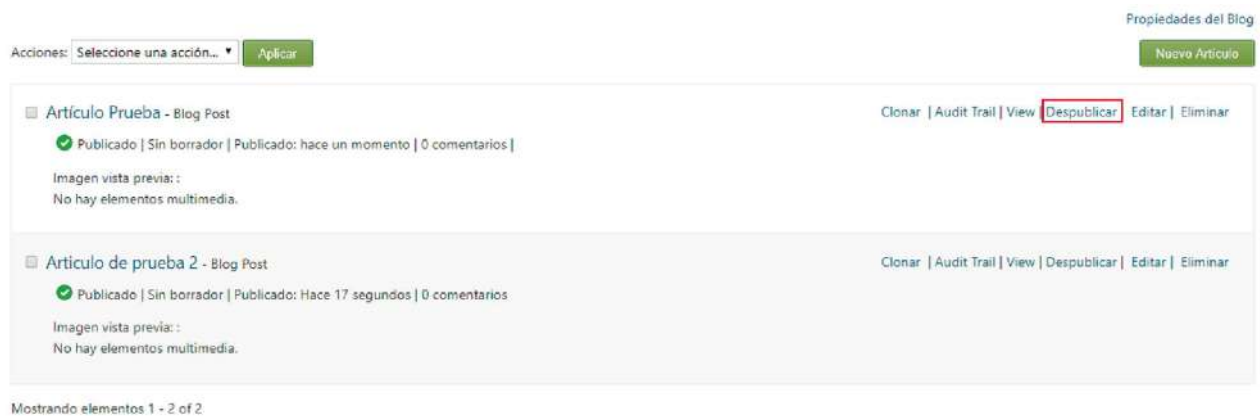 Propiedades del Blog
Acciones: Seleccione una acción... Aplicar Nuevo Artículo
Artículo Prueba - Blog Post Clonar | Audit Trail | View | Despublicar Editar | Eliminar
Publicado | Sin borrador | Publicado: hace un momento | 0 comentarios |
Imagen vista previa: :
No hay elementos multimedia.
Articulo de prueba 2 - Blog Post Clonar | Audit Trail | View | Despublicar | Editar | Eliminar
Publicado | Sin borrador | Publicado: Hace 17 segundos | 0 comentarios
Imagen vista previa: :
No hay elementos multimedia.
Mostrando elementos 1 - 2 of 2